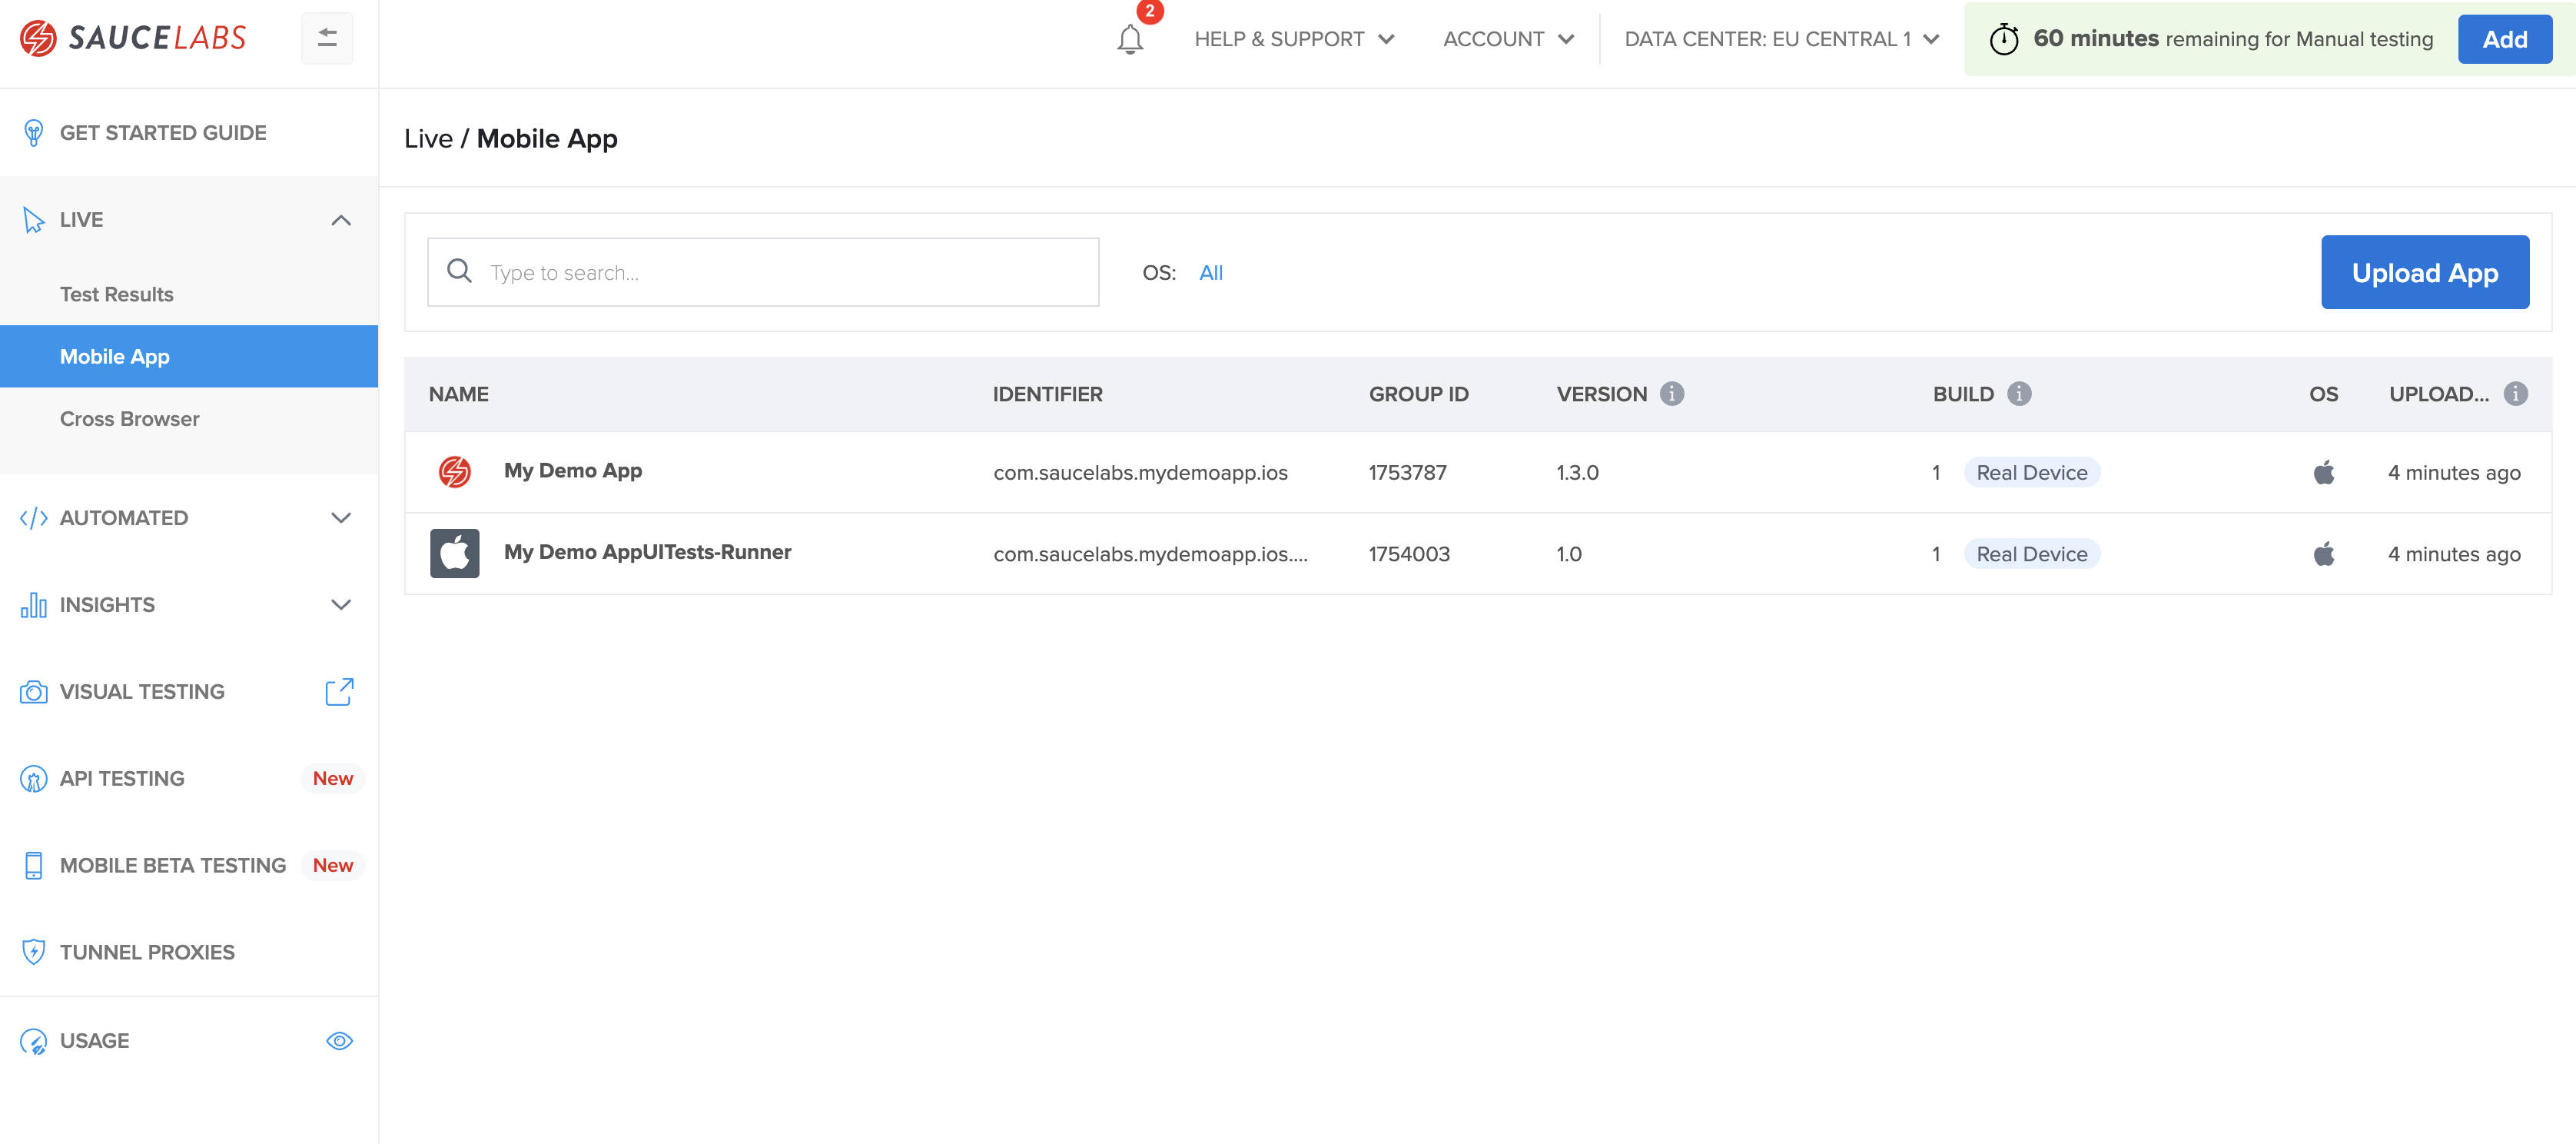 SAUCELABS
2
HELP & SUPPORT
ACCOUNT
DATA CENTER: EU CENTRAL 1
60 minutes remaining for Manual testing
Add
GET STARTED GUIDE
LIVE
Test Results
Mobile App
Cross Browser
AUTOMATED
INSIGHTS
VISUAL TESTING
API TESTING New
MOBILE BETA TESTING New
TUNNEL PROXIES
USAGE
Live / Mobile App
Type to search...
OS: All
Upload App
NAME IDENTIFIER GROUP ID VERSION BUILD OS UPLOAD...
My Demo App com.saucelabs.mydemoapp.ios 1753787 1.3.0 1 Real Device 4 minutes ago
My Demo AppUITests-Runner com.saucelabs.mydemoapp.ios.... 1754003 1.0 1 Real Device 4 minutes ago